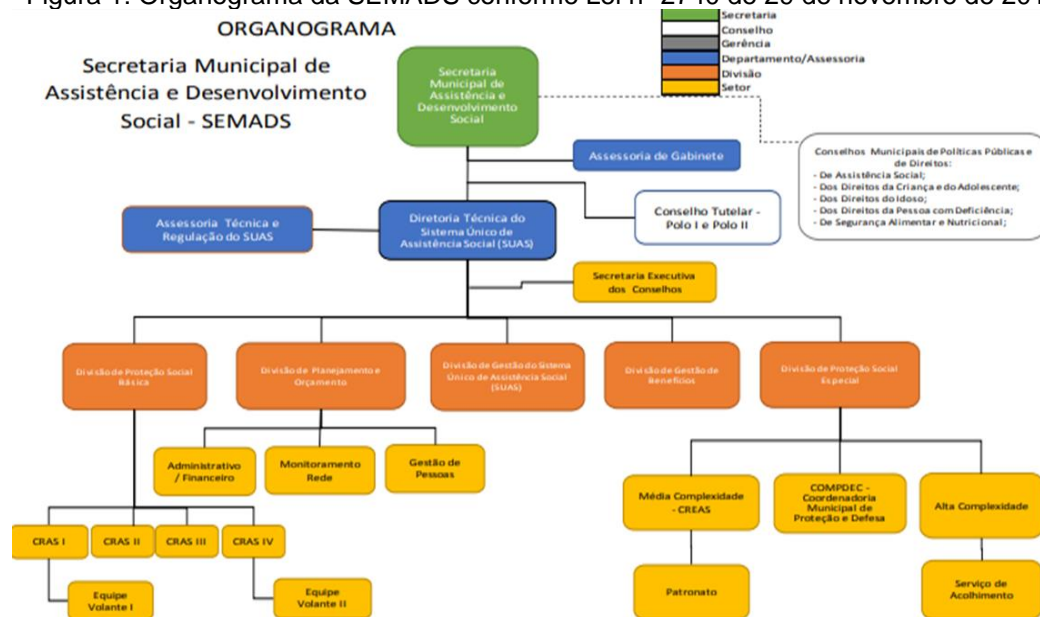 Figura 1: Organograma da SEMADS conforme Lei nº 2740 de 29 de novembro de
ORGANOGRAMA
Secretaria Municipal de
Assistência e Desenvolvimento
Social - SEMADS
Secretaria
Conselho
Gerência
Departamento/Assessoria
Divisão
Setor
Secretaria
Municipal de
Assistência e
Desenvolvimento
Social
Assessoria de Gabinete
Conselhos Municipais de Políticas Públicas e
de Direitos:
- De Assistência Social;
- Dos Direitos da Criança e do Adolescente;
- Dos Direitos do Idoso;
- Dos Direitos da Pessoa com Deficiência;
- De Segurança Alimentar e Nutricional;
Assessoria Técnica e
Regulação do SUAS
Diretoria Técnica do
Sistema Único de
Assistência Social (SUAS)
Conselho Tutelar -
Polo I e Polo II
Secretaria Executiva
dos Conselhos
Divisão de Proteção Social
Básica
Divisão de Planejamento e
Orçamento
Divisão de Gestão do Sistema
Único de Assistência Social
(SUAS)
Divisão de Gestão de
Benefícios
Divisão de Proteção Social
Especial
Administrativo
/ Financeiro
Monitoramento
Rede
Gestão de
Pessoas
Média Complexidade
- CREAS
COMPDEC -
Coordenadoria
Municipal de
Proteção e Defesa
Alta Complexidade
CRAS I
CRAS II
CRAS III
CRAS IV
Equipe
Volante I
Equipe
Volante II
Patronato
Serviço de
Acolhimento